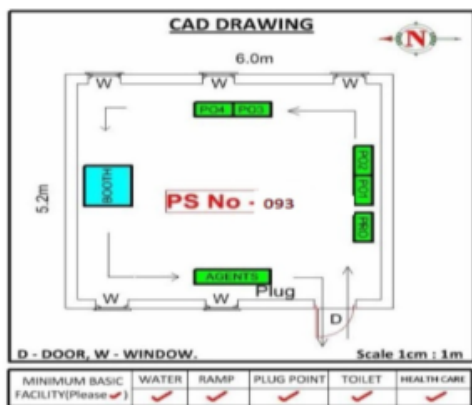 CAD DRAWING
N
6.0m
W W W
PO4 PO3
5.2m
BOOTH
PO2
PO1
PRO
PS No - 093
AGENTS
Plug
W W
D
D - DOOR, W - WINDOW.
Scale 1cm : 1m
MINIMUM BASIC FACILITY(Please ✓)
WATER
RAMP
PLUG POINT
TOILET
HEALTH CARE
✓ ✓ ✓ ✓ ✓